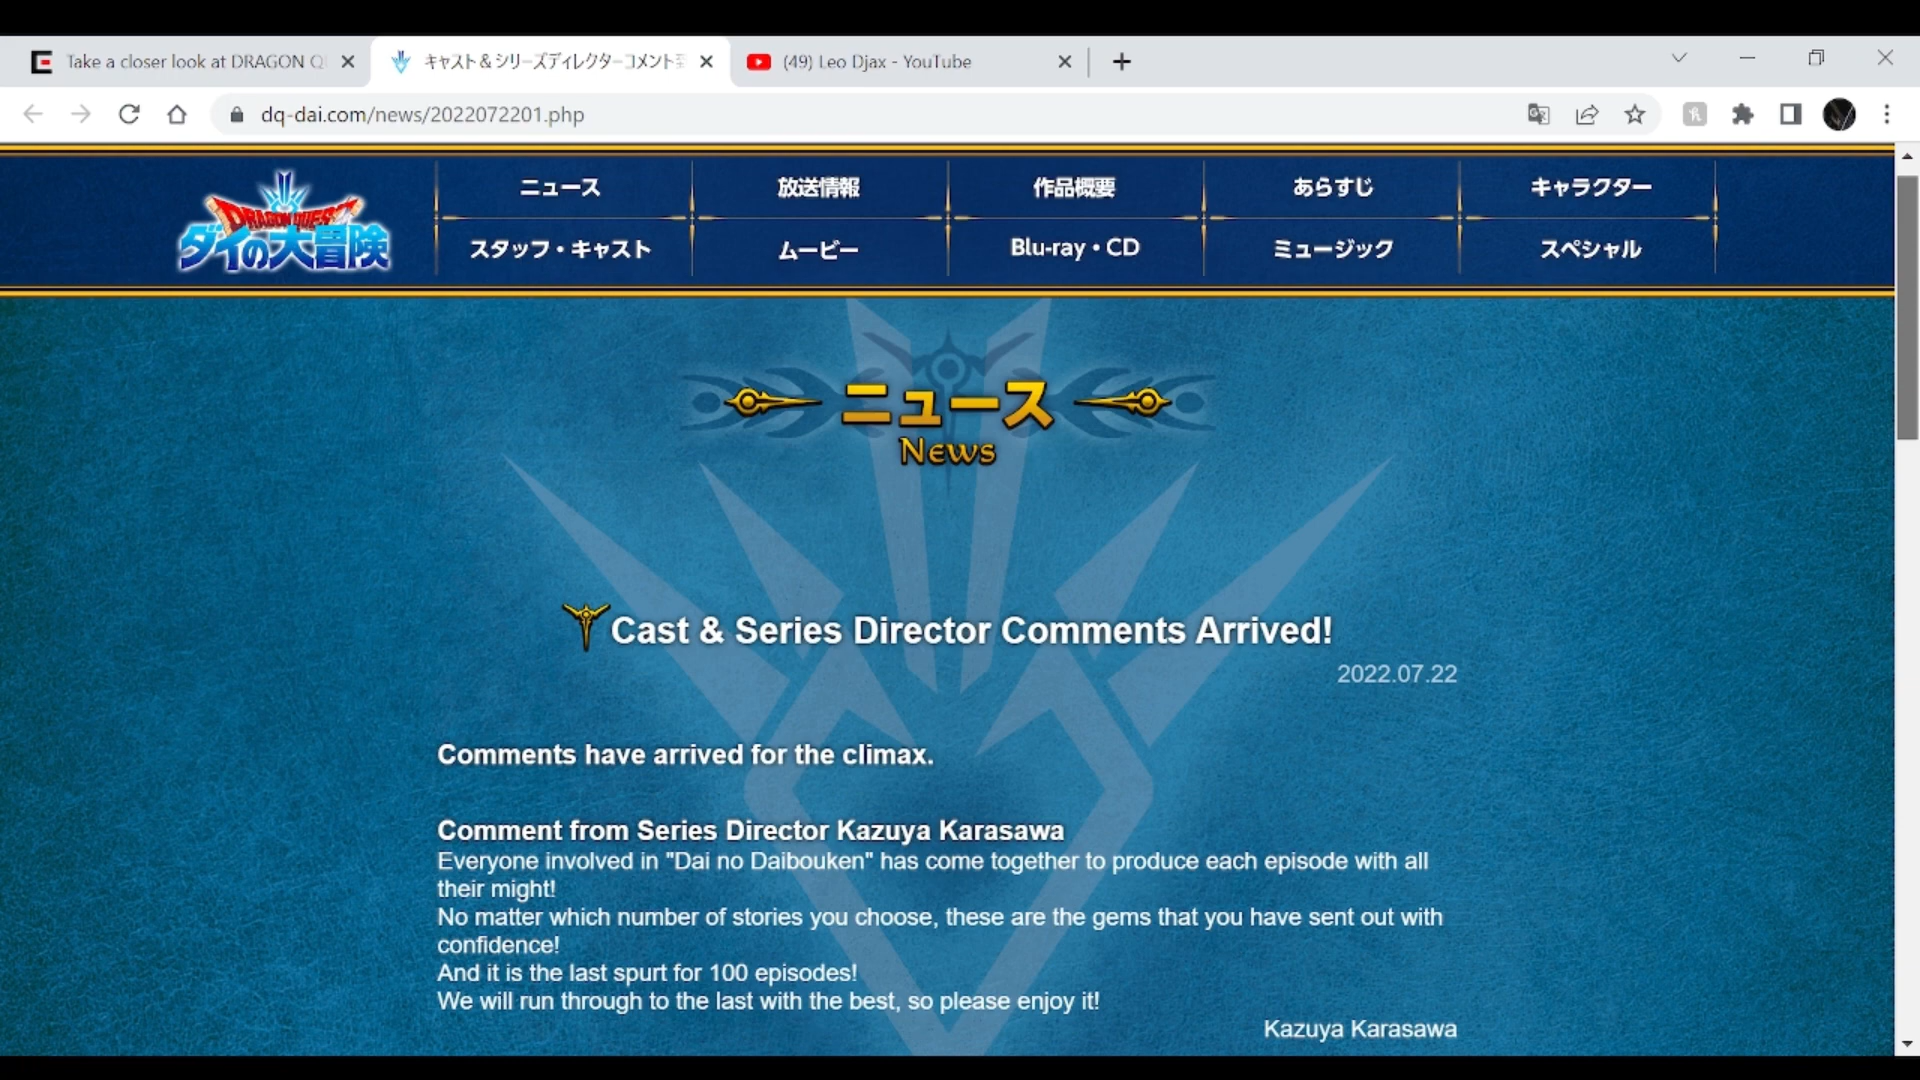 Take a closer look at DRAGON Q
キャスト＆シリーズディレクターコメント到
(49) Leo Djax - YouTube
dq-dai.com/news/2022072201.php
DRAGON QUEST
ダイの大冒険
ニュース
放送情報
作品概要
あらすじ
キャラクター
スタッフ・キャスト
ムービー
Blu-ray・CD
ミュージック
スペシャル
ニュース
News
Cast & Series Director Comments Arrived!
2022.07.22
Comments have arrived for the climax.
Comment from Series Director Kazuya Karasawa
Everyone involved in "Dai no Daibouken" has come together to produce each episode with all
their might!
No matter which number of stories you choose, these are the gems that you have sent out with
confidence!
And it is the last spurt for 100 episodes!
We will run through to the last with the best, so please enjoy it!
Kazuya Karasawa